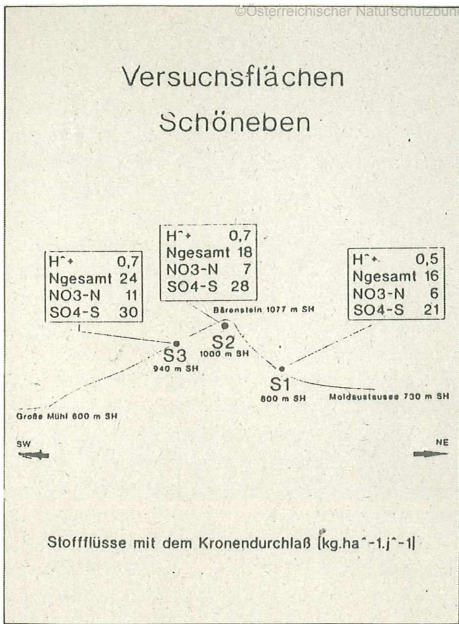 ©Österreichischer Naturschutzbund
Versuchsflächen
Schöneben
H^+ 0,7
Ngesamt 18
NO3-N 7
SO4-S 28
H^+ 0,7
Ngesamt 24
NO3-N 11
SO4-S 30
H^+ 0,5
Ngesamt 16
NO3-N 6
SO4-S 21
Bärenstein 1077 m SH
S2
1000 m SH
S3
940 m SH
S1
800 m SH
Moldaustausee 730 m SH
Große Mühl 600 m SH
SW
NE
Stoffflüsse mit dem Kronendurchlaß [kg.ha^-1.j^-1]